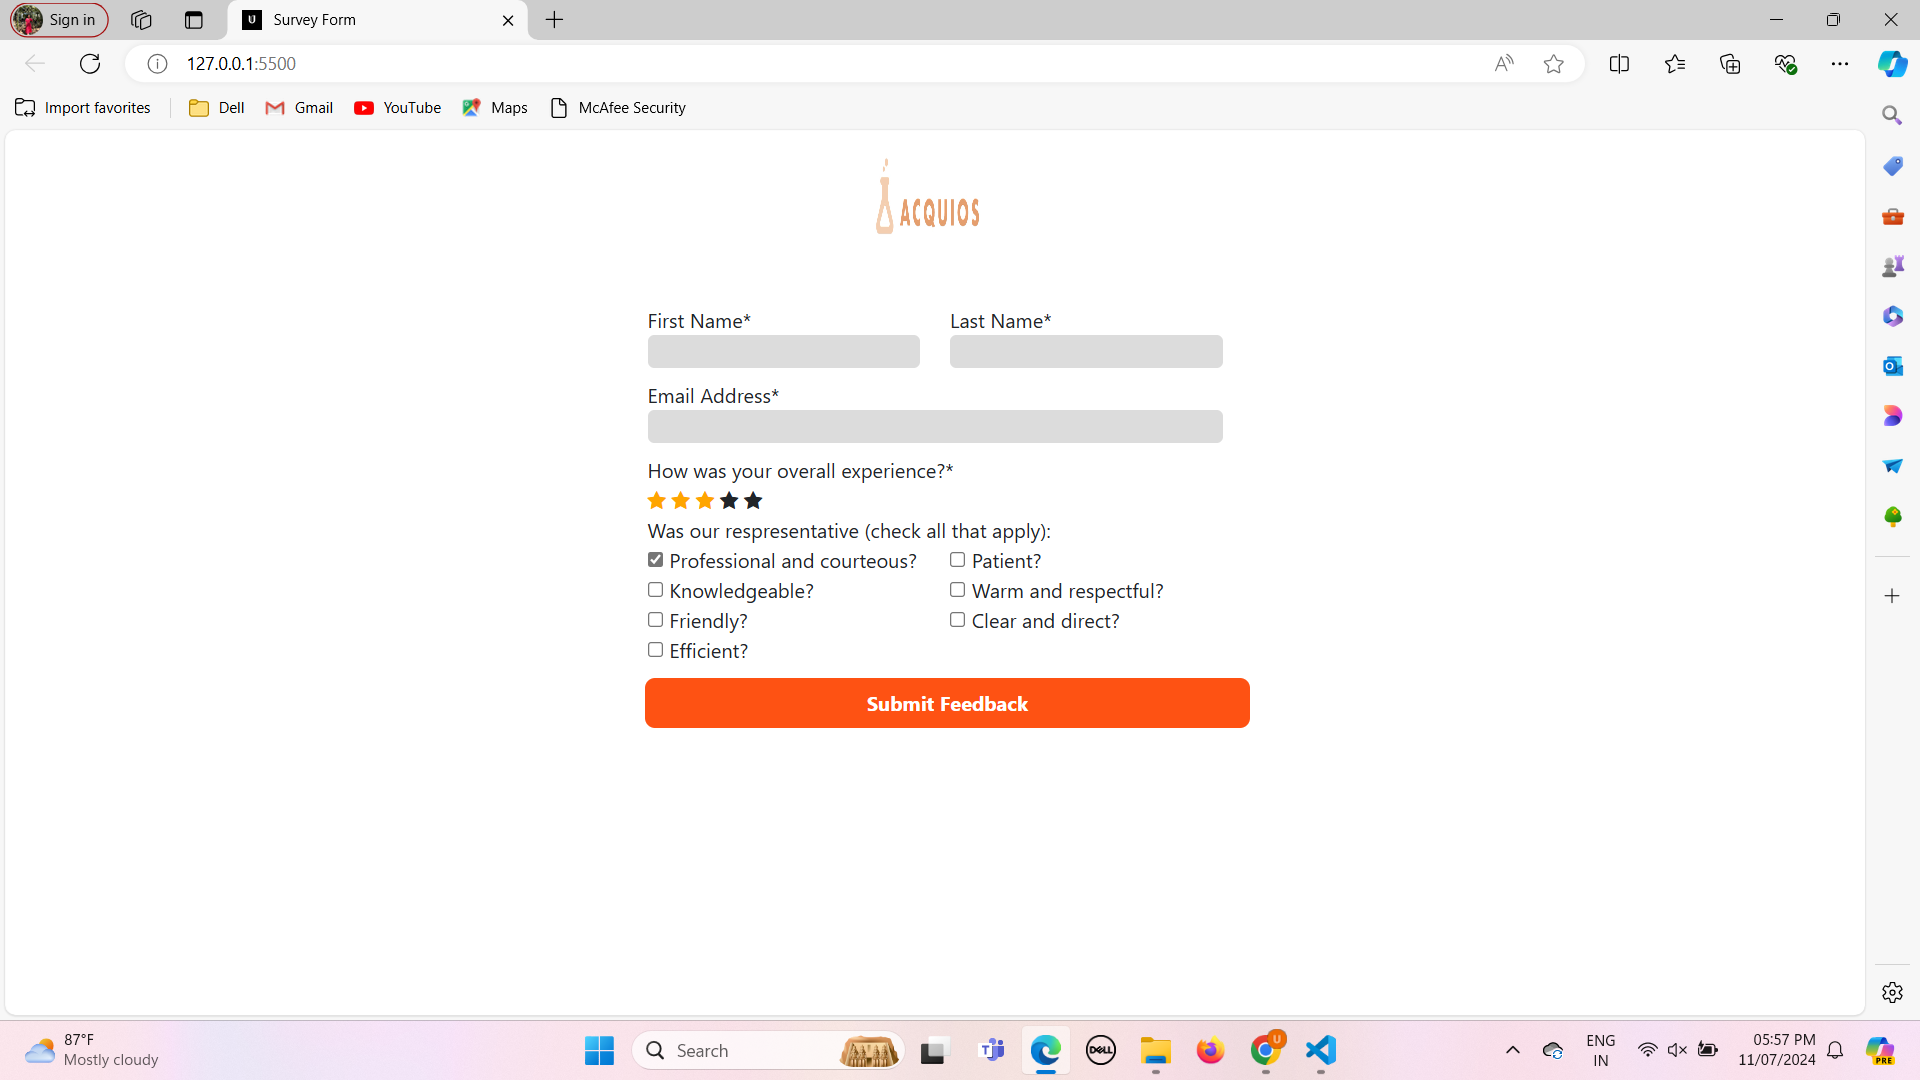 Sign in
U
Survey Form
127.0.0.1:5500
Import favorites
Dell
Gmail
YouTube
Maps
McAfee Security
ACQUIOS
First Name*
Last Name*
Email Address*
How was your overall experience?*
Was our respresentative (check all that apply):
Professional and courteous?
Patient?
Knowledgeable?
Warm and respectful?
Friendly?
Clear and direct?
Efficient?
Submit Feedback
87°F
Mostly cloudy
Search
DELL
U
ENG
IN
05:57 PM
11/07/2024
PRE